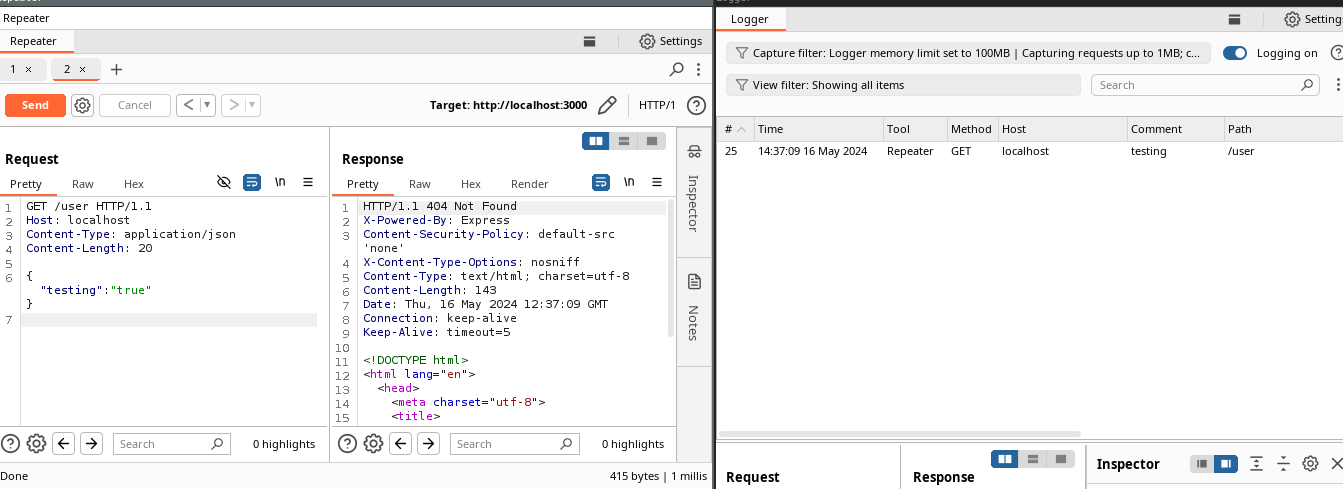 Repeater
Repeater
Settings
1 ×
2 ×
+
Send
Cancel
Target: http://localhost:3000
HTTP/1
Request
Pretty
Raw
Hex
\n
1 GET /user HTTP/1.1
2 Host: localhost
3 Content-Type: application/json
4 Content-Length: 20
5
6 {
"testing":"true"
}
7
Search
0 highlights
Response
Pretty
Raw
Hex
Render
\n
1 HTTP/1.1 404 Not Found
2 X-Powered-By: Express
3 Content-Security-Policy: default-src
'none'
4 X-Content-Type-Options: nosniff
5 Content-Type: text/html; charset=utf-8
6 Content-Length: 143
7 Date: Thu, 16 May 2024 12:37:09 GMT
8 Connection: keep-alive
9 Keep-Alive: timeout=5
10
11 <!DOCTYPE html>
12 <html lang="en">
13 <head>
14 <meta charset="utf-8">
15 <title>
Search
0 highlights
Inspector
Notes
Done
415 bytes | 1 millis
Logger
Settings
Capture filter: Logger memory limit set to 100MB | Capturing requests up to 1MB; c...
Logging on
View filter: Showing all items
Search
# Time Tool Method Host Comment Path
25 14:37:09 16 May 2024 Repeater GET localhost testing /user
Request
Response
Inspector